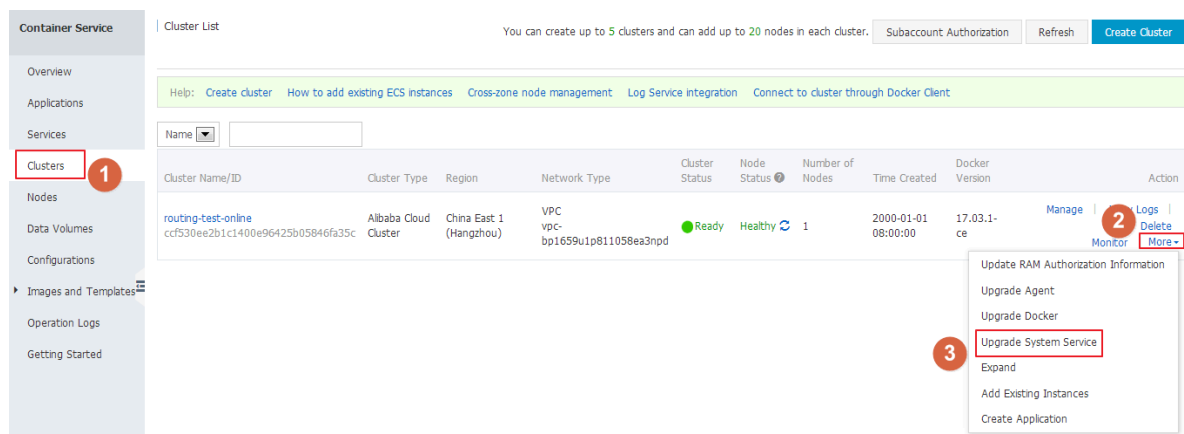 Container Service
Overview
Applications
Services
Clusters
1
Nodes
Data Volumes
Configurations
Images and Templates
Operation Logs
Getting Started
Cluster List
You can create up to 5 clusters and can add up to 20 nodes in each cluster.
Subaccount Authorization
Refresh
Create Cluster
Help: Create cluster How to add existing ECS instances Cross-zone node management Log Service integration Connect to cluster through Docker Client
Name
Cluster Name/ID
Cluster Type
Region
Network Type
Cluster
Status
Node
Status
Number of
Nodes
Time Created
Docker
Version
Action
routing-test-online
ccf530ee2b1c1400e96425b05846fa35c
Alibaba Cloud
Cluster
China East 1
(Hangzhou)
VPC
vpc-
bp1659u1p811058ea3npd
Ready
Healthy
1
2000-01-01
08:00:00
17.03.1-
ce
Manage | Logs |
2
Delete
Monitor More
Update RAM Authorization Information
Upgrade Agent
Upgrade Docker
3
Upgrade System Service
Expand
Add Existing Instances
Create Application